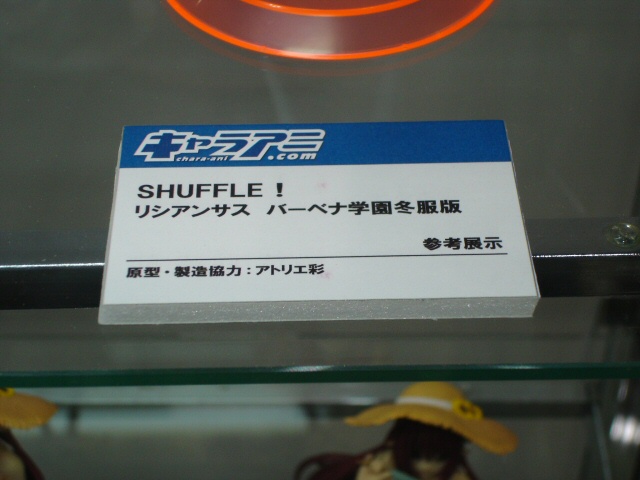 キャラアニ
chara-ani
.com
SHUFFLE！
リシアンサス バーベナ学園冬服版
参考展示
原型・製造協力：アトリエ彩